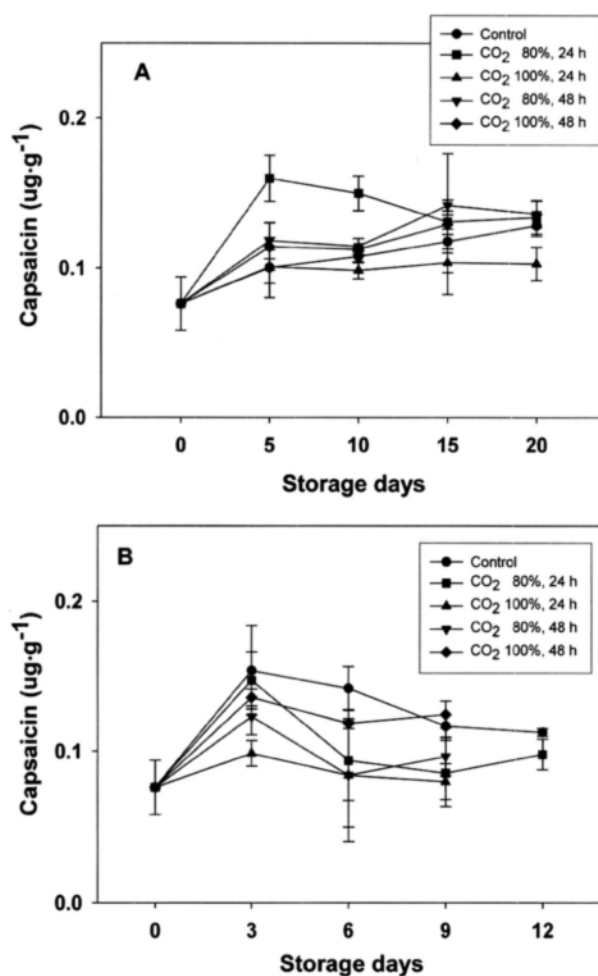 A
Control
CO2 80%, 24 h
CO2 100%, 24 h
CO2 80%, 48 h
CO2 100%, 48 h
0.2
0.1
0.0
Capsaicin (ug·g-1)
0 5 10 15 20
Storage days
B
Control
CO2 80%, 24 h
CO2 100%, 24 h
CO2 80%, 48 h
CO2 100%, 48 h
0.2
0.1
0.0
Capsaicin (ug·g-1)
0 3 6 9 12
Storage days